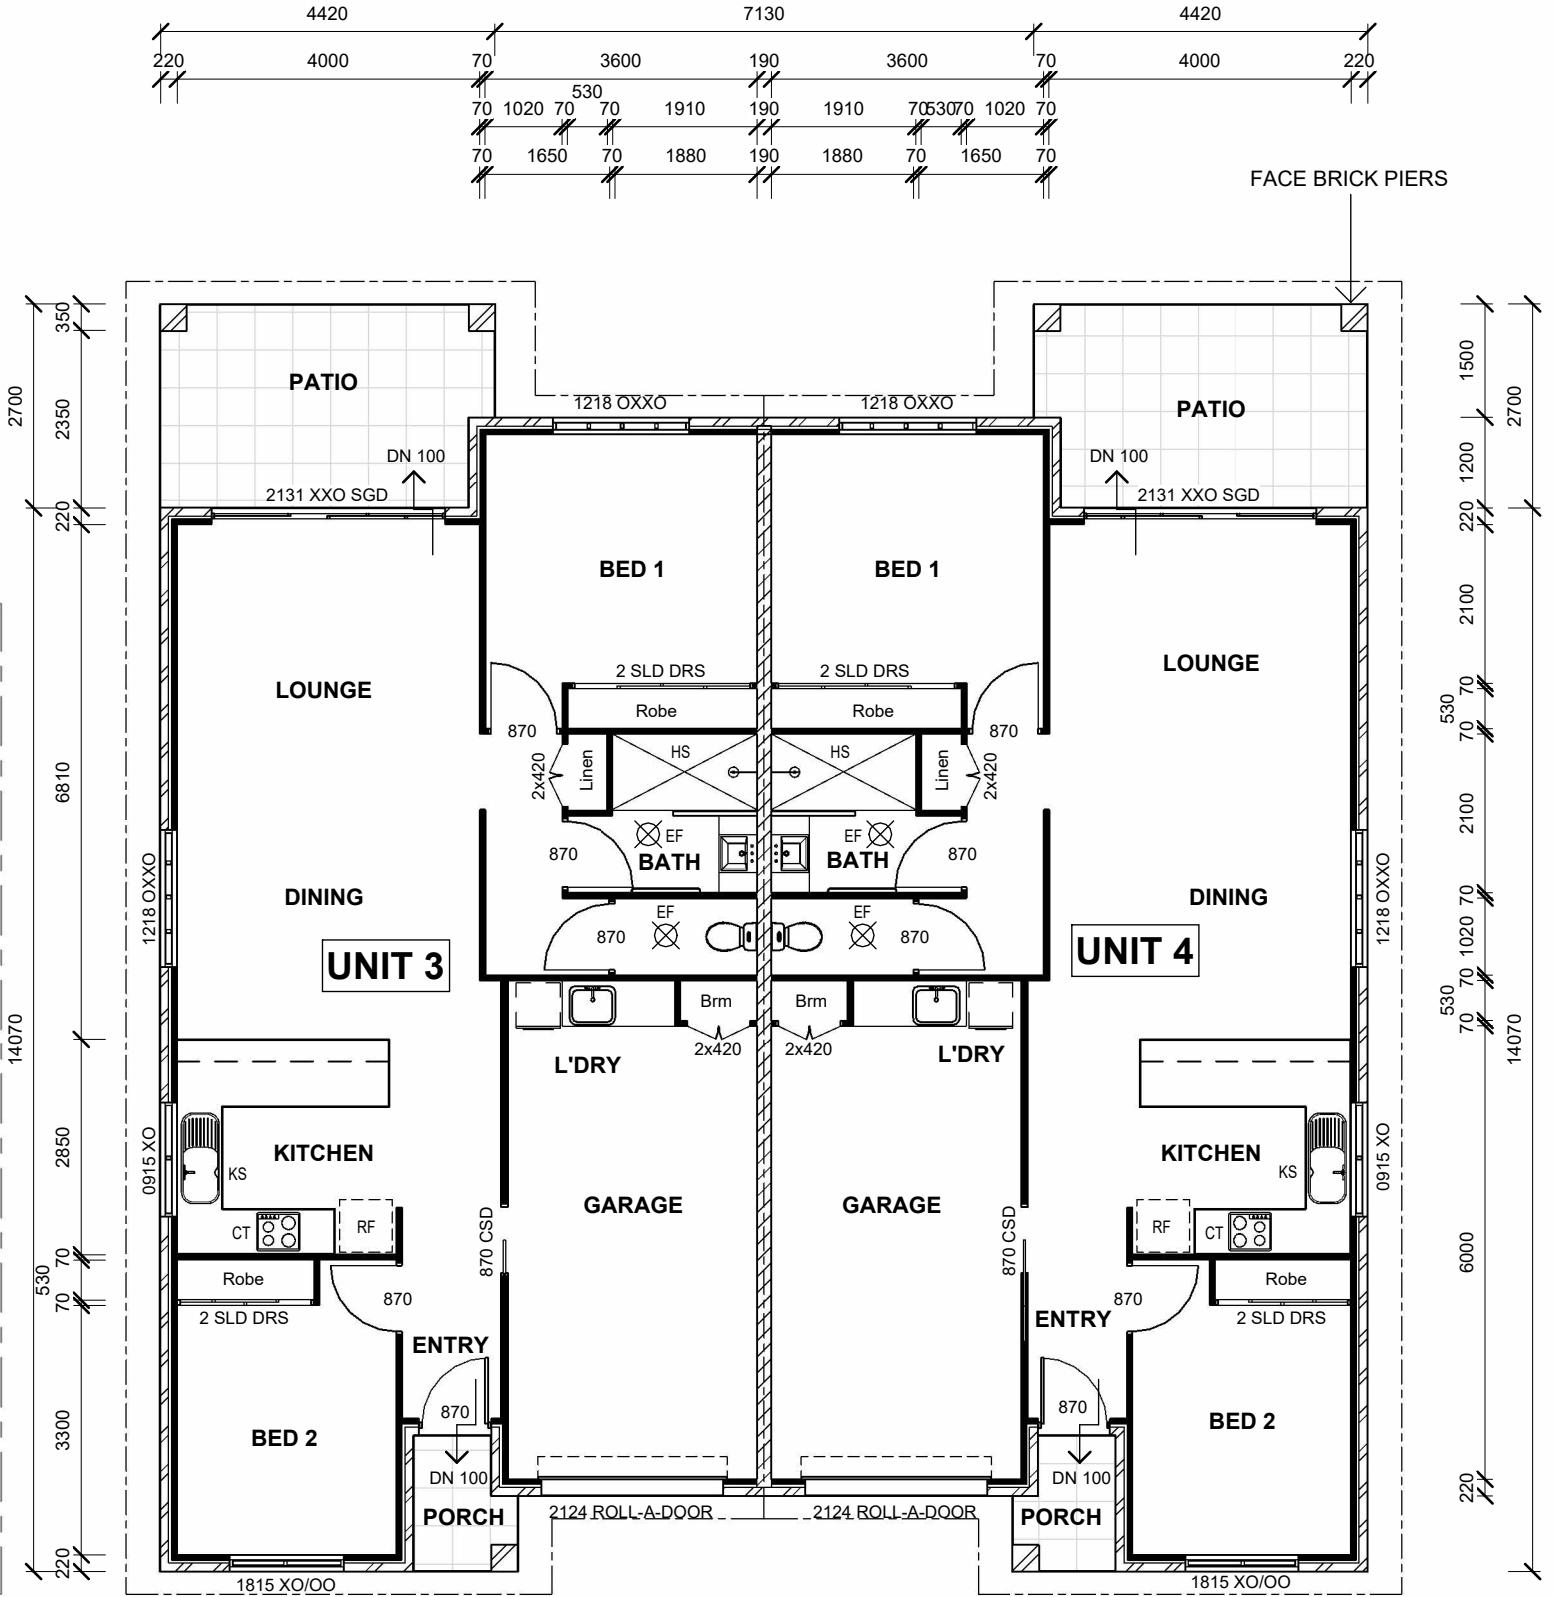 4420 7130 4420
220 4000 70 3600 190 3600 70 4000 220
530
70 1020 70 70 1910 190 1910 70 530 70 1020 70
70 1650 70 1880 190 1880 70 1650 70
FACE BRICK PIERS
350
2700
2350
220
6810
14070
2850
70
530
70
3300
220
1500
2700
1200
220
2100
70
530
70
2100
70
1020
70
530
70
14070
6000
220
1218 OXXO 1218 OXXO
PATIO PATIO
DN 100 DN 100
2131 XXO SGD 2131 XXO SGD
BED 1 BED 1
LOUNGE LOUNGE
2 SLD DRS 2 SLD DRS
Robe Robe
870 870
2x420 Linen HS HS Linen 2x420
EF EF
870 BATH BATH 870
1218 OXXO 1218 OXXO
DINING DINING
EF EF
870 870
UNIT 3 UNIT 4
Brm Brm
2x420 2x420
L'DRY L'DRY
0915 XO 0915 XO
KITCHEN KITCHEN
KS KS
GARAGE GARAGE
CT RF RF CT
870 CSD 870 CSD
Robe Robe
870 870
2 SLD DRS 2 SLD DRS
ENTRY ENTRY
870 870
BED 2 BED 2
DN 100 DN 100
PORCH PORCH
2124 ROLL-A-DOOR 2124 ROLL-A-DOOR
1815 XO/OO 1815 XO/OO